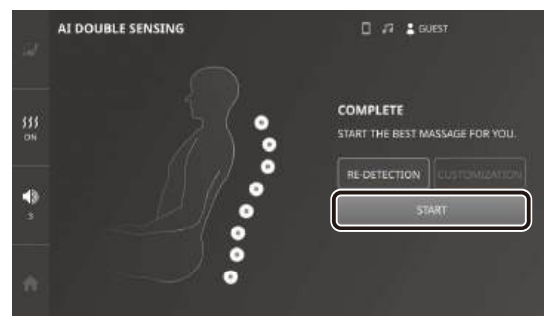 AI DOUBLE SENSING
GUEST
ON
3
COMPLETE
START THE BEST MASSAGE FOR YOU.
RE-DETECTION
CUSTOMIZATION
START